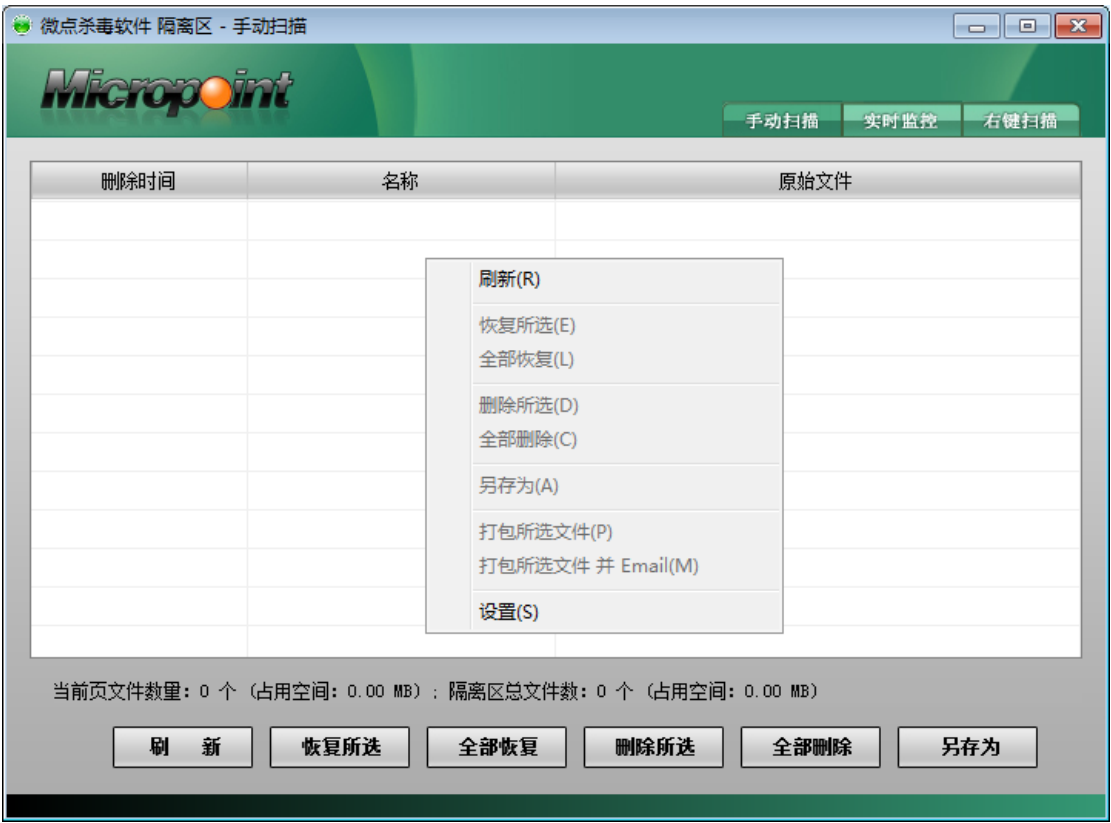 微点杀毒软件 隔离区 - 手动扫描
Micropoint
手动扫描 实时监控 右键扫描
删除时间 名称 原始文件
刷新(R)
恢复所选(E)
全部恢复(L)
删除所选(D)
全部删除(C)
另存为(A)
打包所选文件(P)
打包所选文件 并 Email(M)
设置(S)
当前页文件数量: 0 个 (占用空间: 0.00 MB) ; 隔离区总文件数: 0 个 (占用空间: 0.00 MB)
刷 新 恢复所选 全部恢复 删除所选 全部删除 另存为